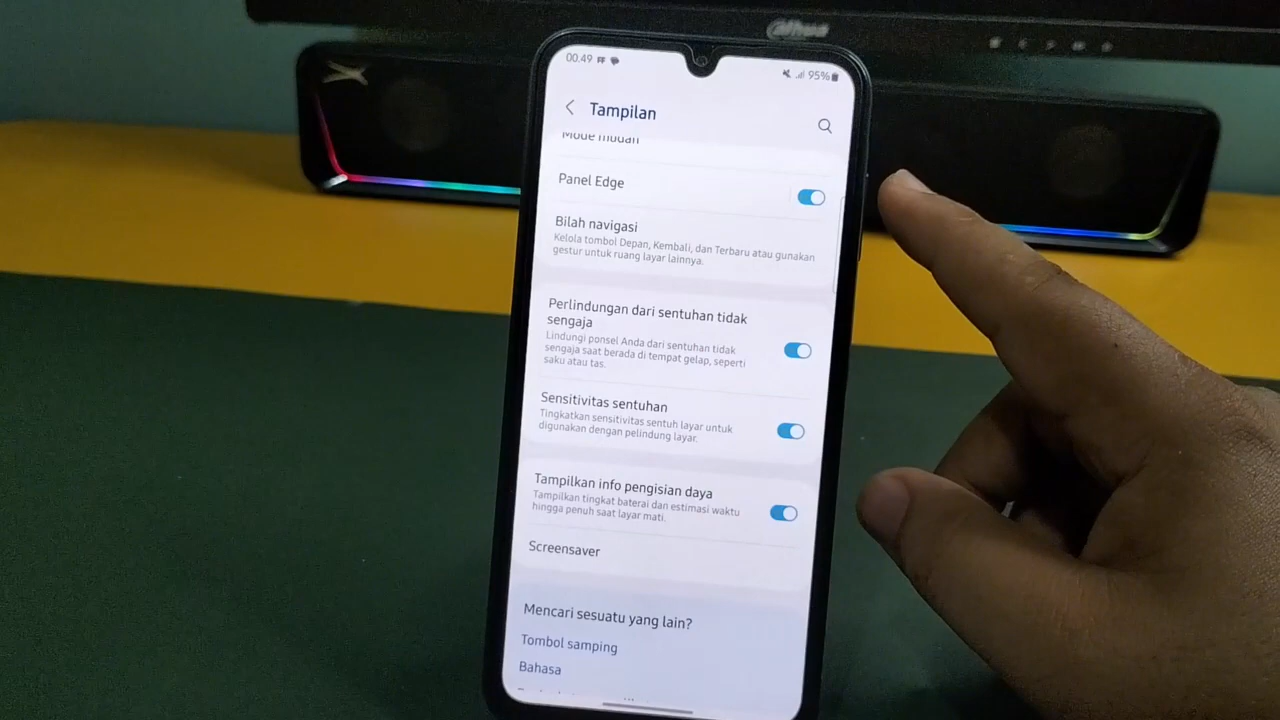 alhua
00.49
95%
Tampilan
Mode mudah
Panel Edge
Bilah navigasi
Kelola tombol Depan, Kembali, dan Terbaru atau gunakan
gestur untuk ruang layar lainnya.
Perlindungan dari sentuhan tidak
sengaja
Lindungi ponsel Anda dari sentuhan tidak
sengaja saat berada di tempat gelap, seperti
saku atau tas.
Sensitivitas sentuhan
Tingkatkan sensitivitas sentuh layar untuk
digunakan dengan pelindung layar.
Tampilkan info pengisian daya
Tampilkan tingkat baterai dan estimasi waktu
hingga penuh saat layar mati.
Screensaver
Mencari sesuatu yang lain?
Tombol samping
Bahasa